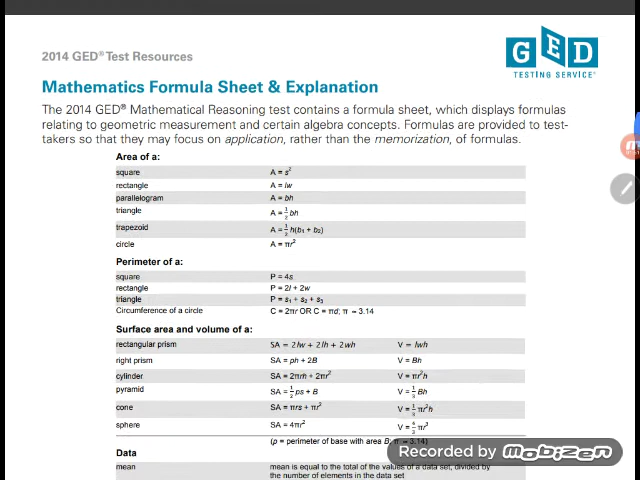 2014 GED® Test Resources
GED
TESTING SERVICE®
Mathematics Formula Sheet & Explanation
The 2014 GED® Mathematical Reasoning test contains a formula sheet, which displays formulas
relating to geometric measurement and certain algebra concepts. Formulas are provided to test-
takers so that they may focus on application, rather than the memorization, of formulas.
Area of a:
square A = s²
rectangle A = lw
parallelogram A = bh
triangle A = ½bh
trapezoid A = ½h(b₁ + b₂)
circle A = πr²
Perimeter of a:
square P = 4s
rectangle P = 2l + 2w
triangle P = s₁ + s₂ + s₃
Circumference of a circle C = 2πr OR C = πd; π ≈ 3.14
Surface area and volume of a:
rectangular prism SA = 2lw + 2lh + 2wh V = lwh
right prism SA = ph + 2B V = Bh
cylinder SA = 2πrh + 2πr² V = πr²h
pyramid SA = ½ps + B V = ⅓Bh
cone SA = πrs + πr² V = ⅓πr²h
sphere SA = 4πr² V = πr³
(p = perimeter of base with area B; π ≈ 3.14)
Recorded by mobizen
Data
mean mean is equal to the total of the values of a data set, divided by
the number of elements in the data set